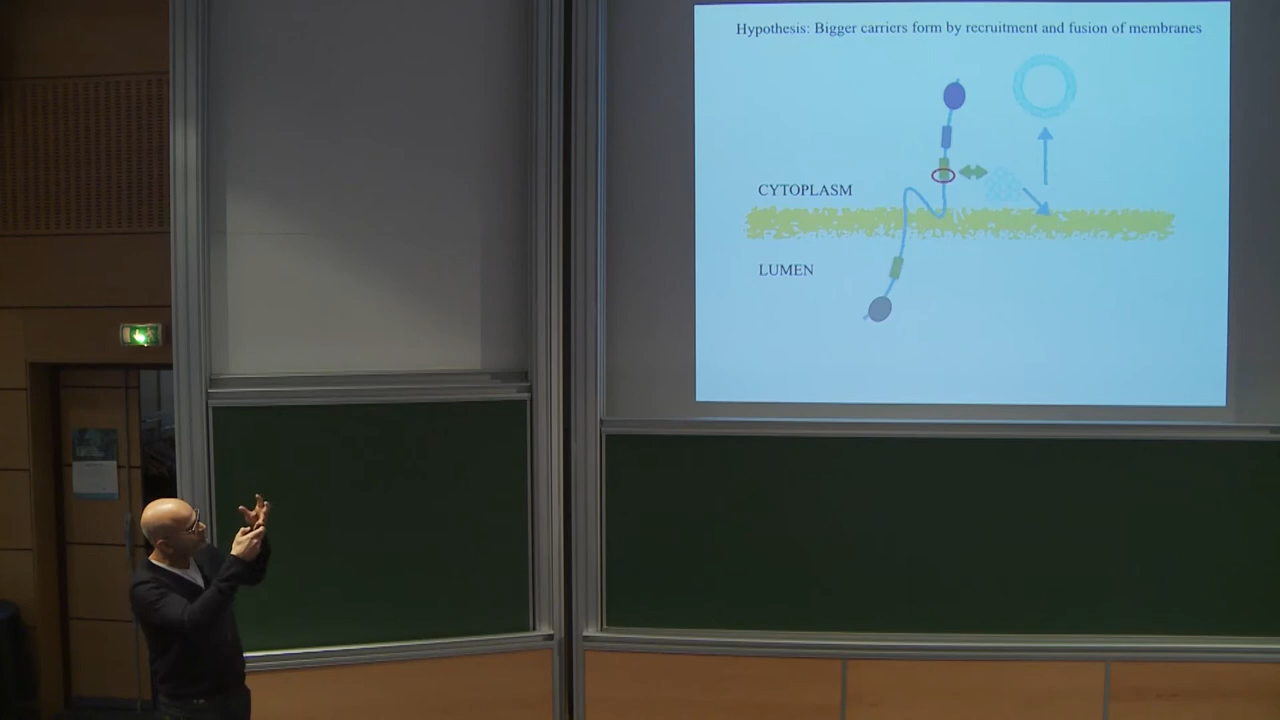 Hypothesis: Bigger carriers form by recruitment and fusion of membranes
CYTOPLASM
LUMEN